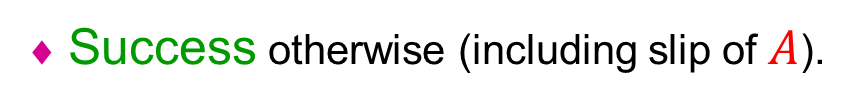 ♦ Success otherwise (including slip of A).